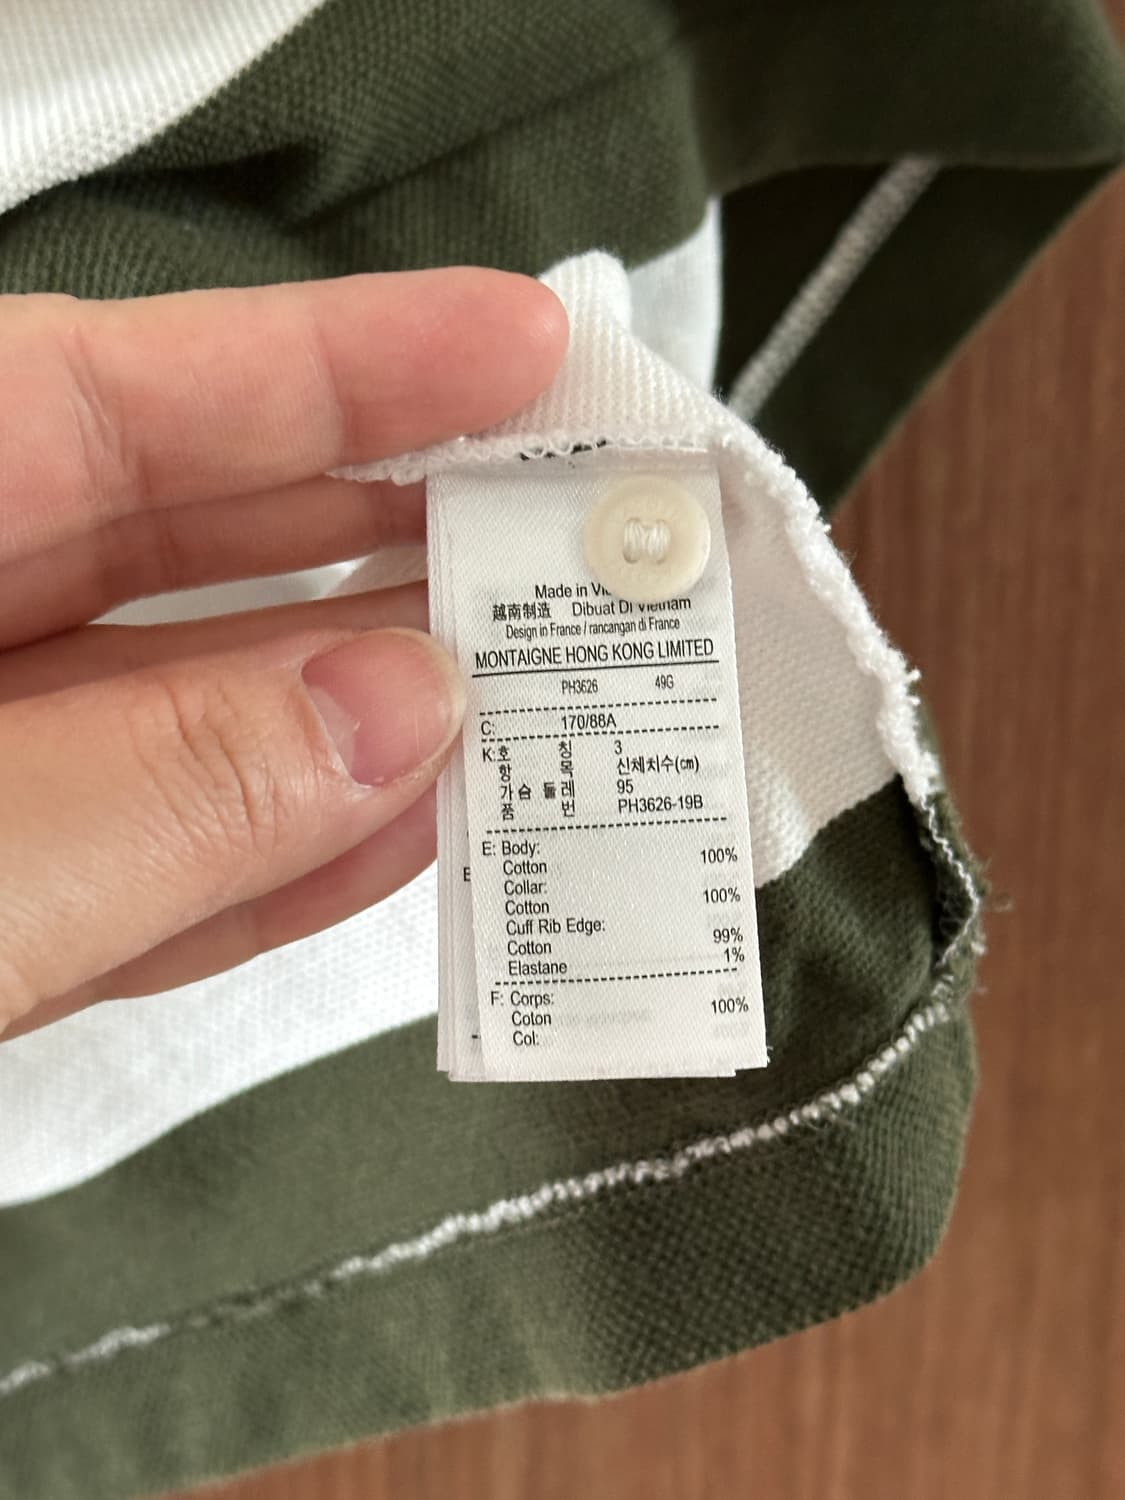 Made in
越南制造 Dibuat Di Vietnam
Design in France / rancangan di France
MONTAIGNE HONG KONG LIMITED
PH3626 49G
C: 170/88A
K:호 칭 3
항 목 신체치수(㎝)
가슴 둘레 95
품 번 PH3626-19B
E: Body:
Cotton 100%
Collar:
Cotton 100%
Cuff Rib Edge:
Cotton 99%
Elastane 1%
F: Corps:
Coton 100%
Col: